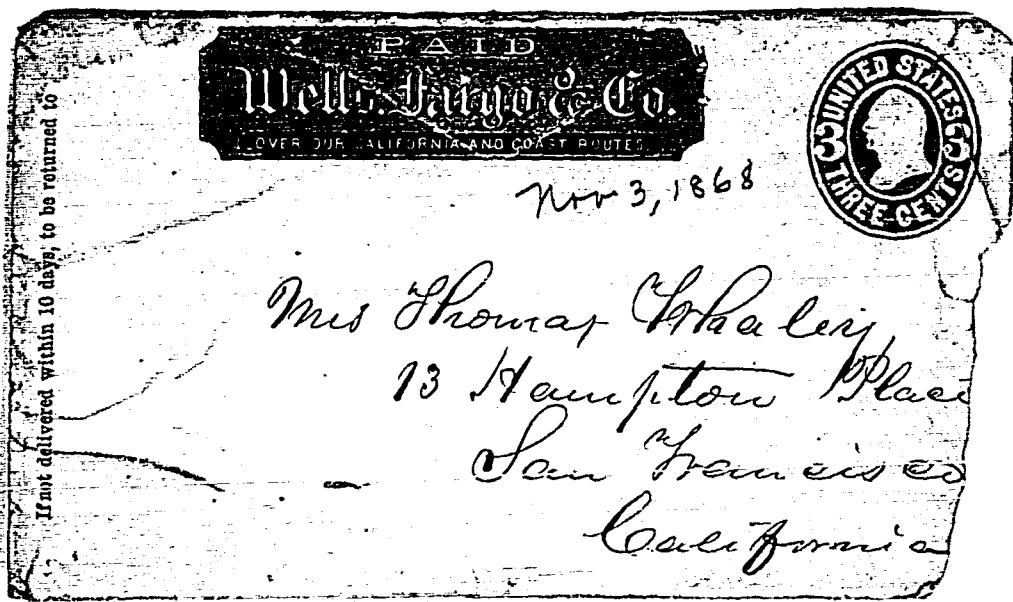 PAID
Wells, Fargo & Co.
OVER OUR CALIFORNIA AND COAST ROUTES.
UNITED STATES
3 3
THREE CENTS
Nov 3, 1868
Mrs Thomas Whaley
13 Hampton Place
San Francisco
California
If not delivered within 10 days, to be returned to